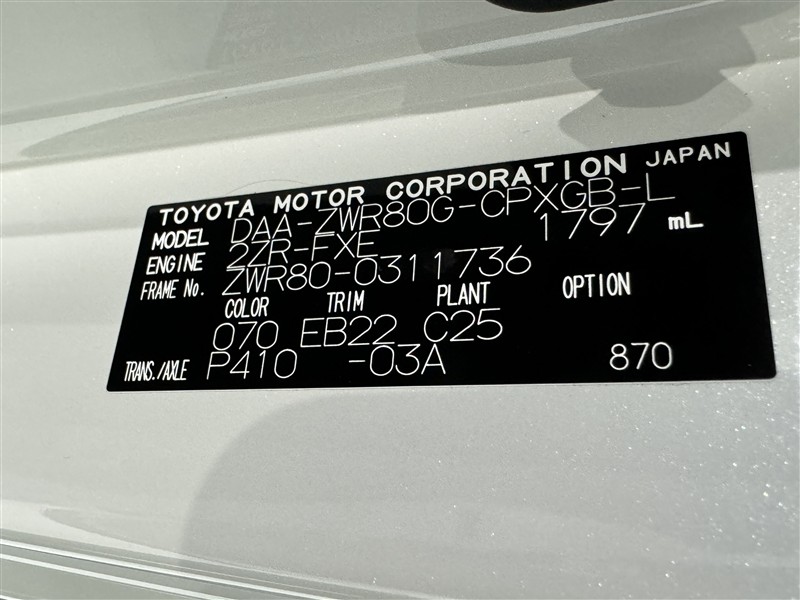 TOYOTA MOTOR CORPORATION JAPAN
MODEL DAA-ZWR80G-CPXGB-L
ENGINE 2ZR-FXE 1797 mL
FRAME No. ZWR80-0311736
COLOR TRIM PLANT OPTION
070 EB22 C25
TRANS./AXLE P410 -03A 870